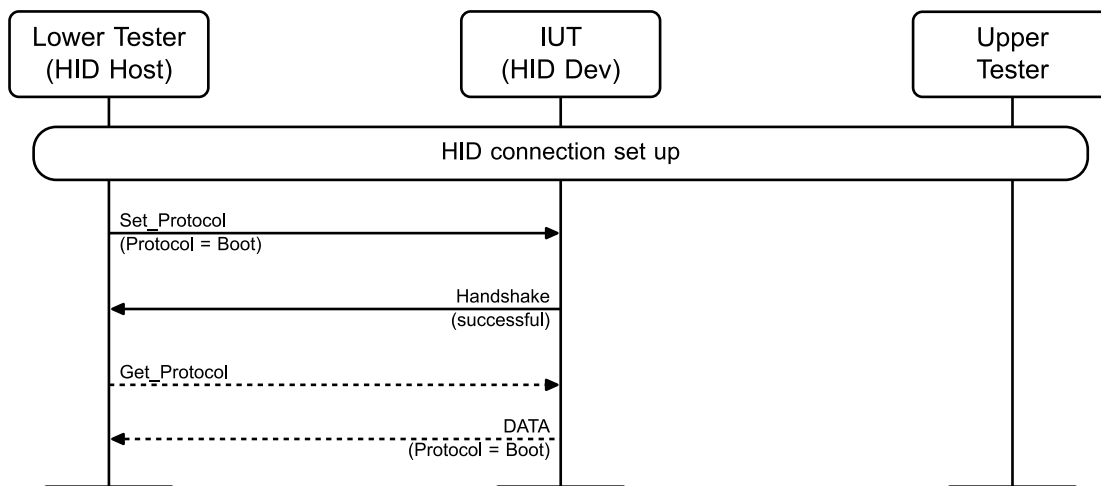 Lower Tester
(HID Host)
IUT
(HID Dev)
Upper
Tester
HID connection set up
Set_Protocol
(Protocol = Boot)
Handshake
(successful)
Get_Protocol
DATA
(Protocol = Boot)